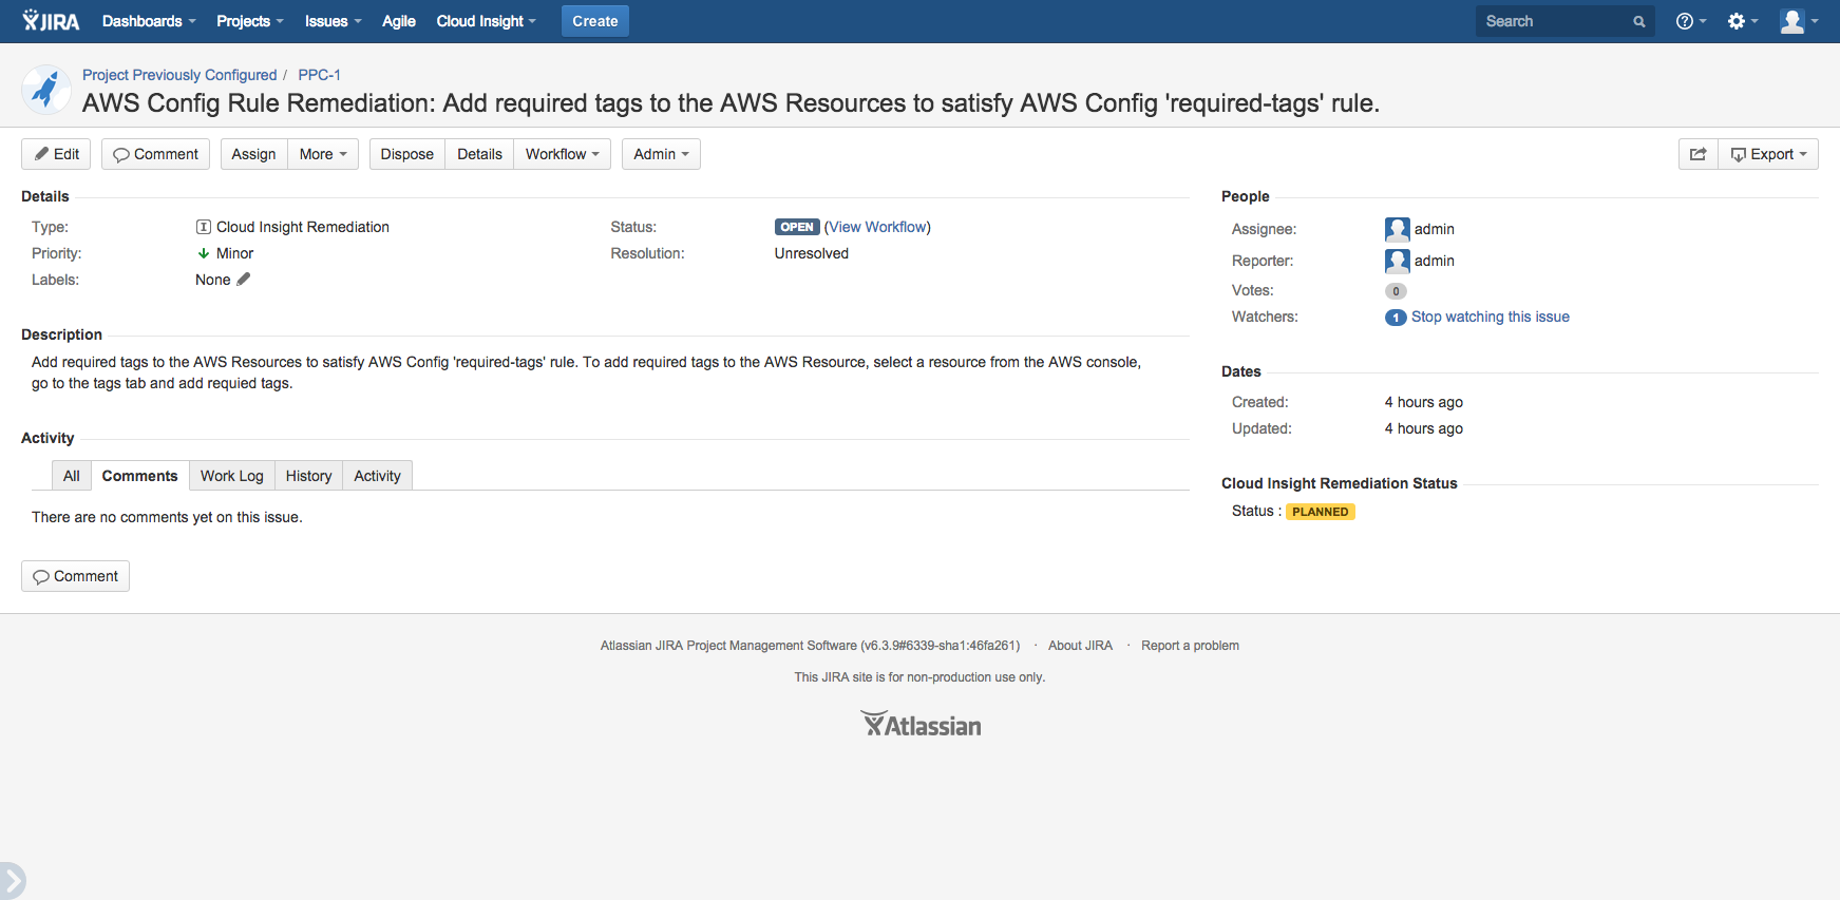 JIRA Dashboards Projects Issues Agile Cloud Insight Create Search
Project Previously Configured / PPC-1
AWS Config Rule Remediation: Add required tags to the AWS Resources to satisfy AWS Config 'required-tags' rule.
Edit Comment Assign More Dispose Details Workflow Admin Export
Details
Type: Cloud Insight Remediation
Status: OPEN (View Workflow)
Priority: Minor
Resolution: Unresolved
Labels: None
Description
Add required tags to the AWS Resources to satisfy AWS Config 'required-tags' rule. To add required tags to the AWS Resource, select a resource from the AWS console,
go to the tags tab and add requied tags.
Activity
All Comments Work Log History Activity
There are no comments yet on this issue.
Comment
People
Assignee: admin
Reporter: admin
Votes: 0
Watchers: 1 Stop watching this issue
Dates
Created: 4 hours ago
Updated: 4 hours ago
Cloud Insight Remediation Status
Status : PLANNED
Atlassian JIRA Project Management Software (v6.3.9#6339-sha1:46fa261) · About JIRA · Report a problem
This JIRA site is for non-production use only.
Atlassian